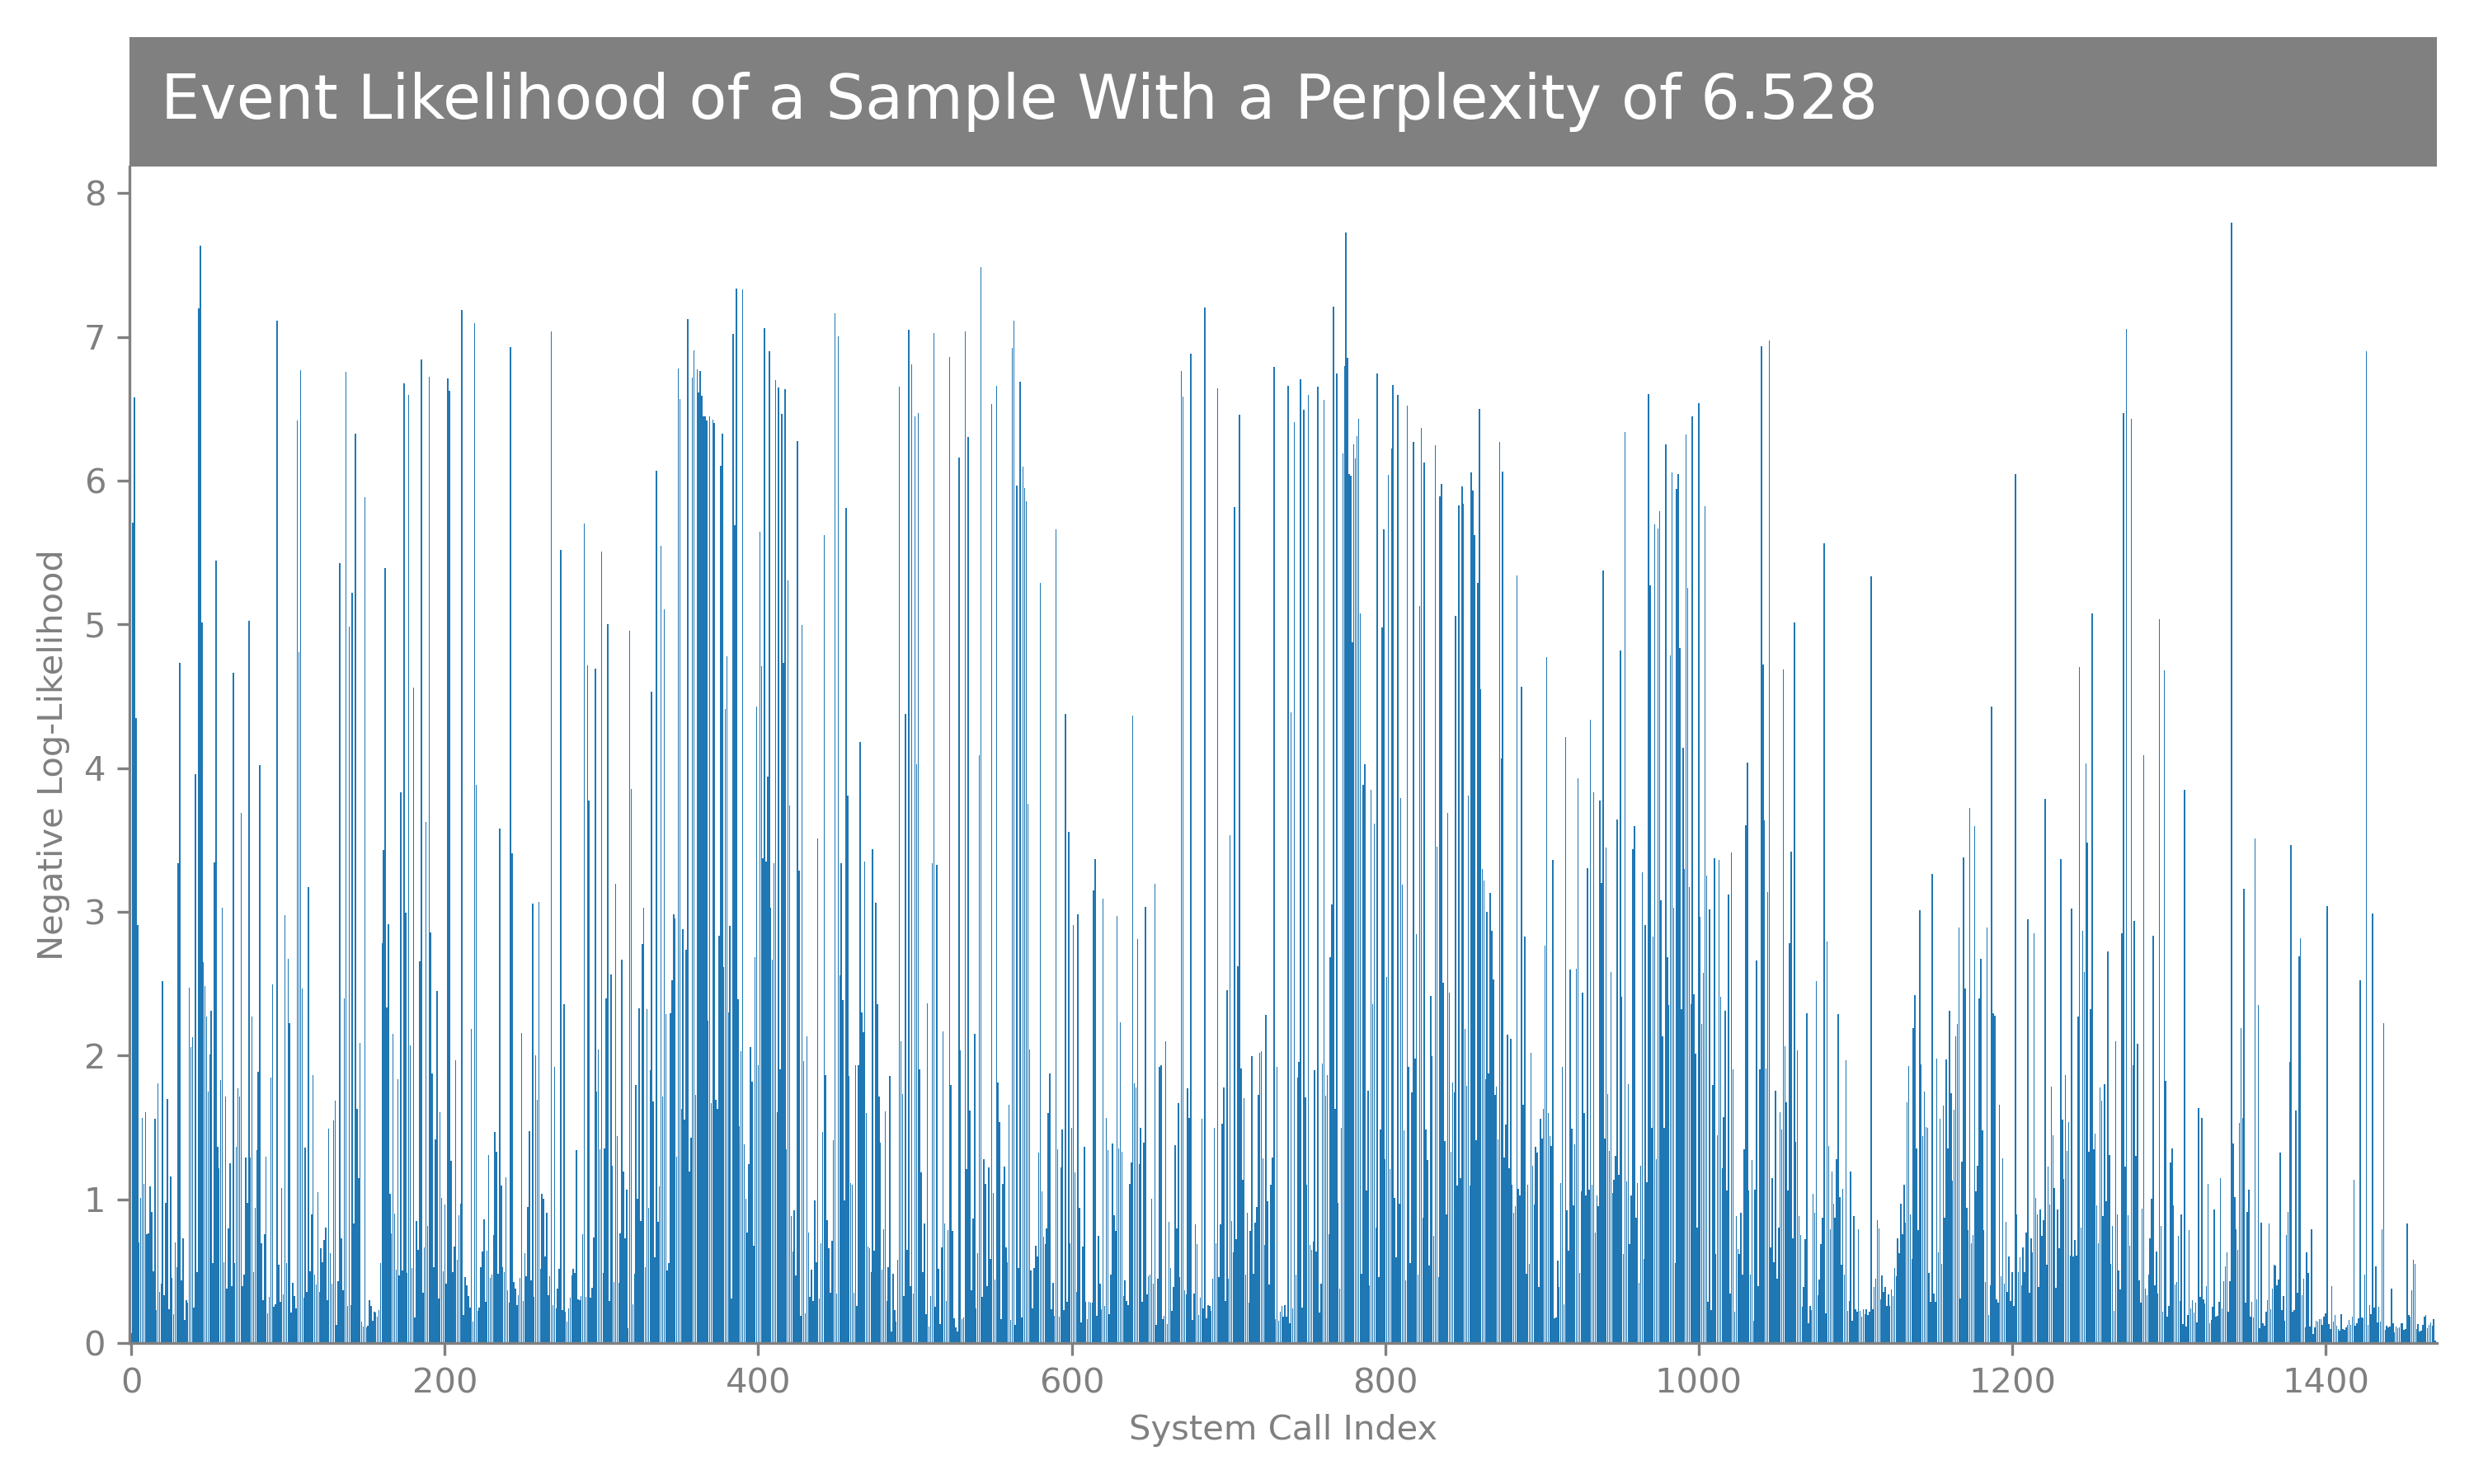 Event Likelihood of a Sample With a Perplexity of 6.528
8
7
6
5
4
3
2
1
0
Negative Log-Likelihood
0 200 400 600 800 1000 1200 1400
System Call Index